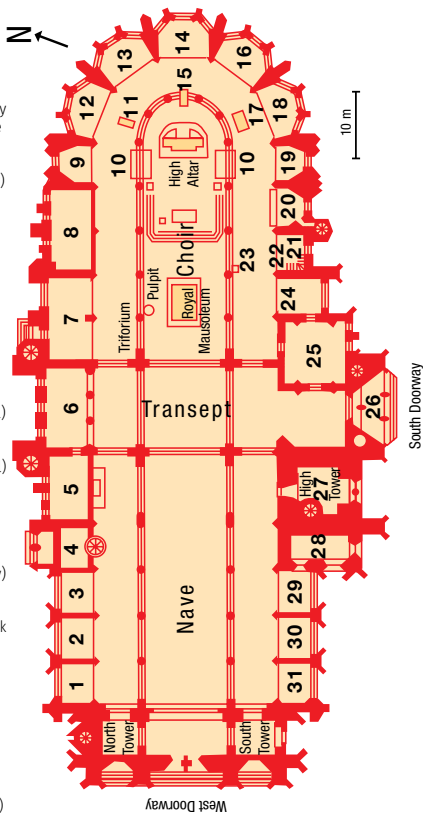 N
10 m
14
13
16
15
12
11
17
18
9
10
High
Altar
10
19
20
8
Choir
21
22
23
Pulpit
Royal
Mausoleum
Triforium
7
24
25
6
Transept
26
South Doorway
5
High
Tower
27
4
28
3
29
2
Nave
30
1
31
North
Tower
South
Tower
West Doorway
y
e
)
.)
.)
y)
k
)